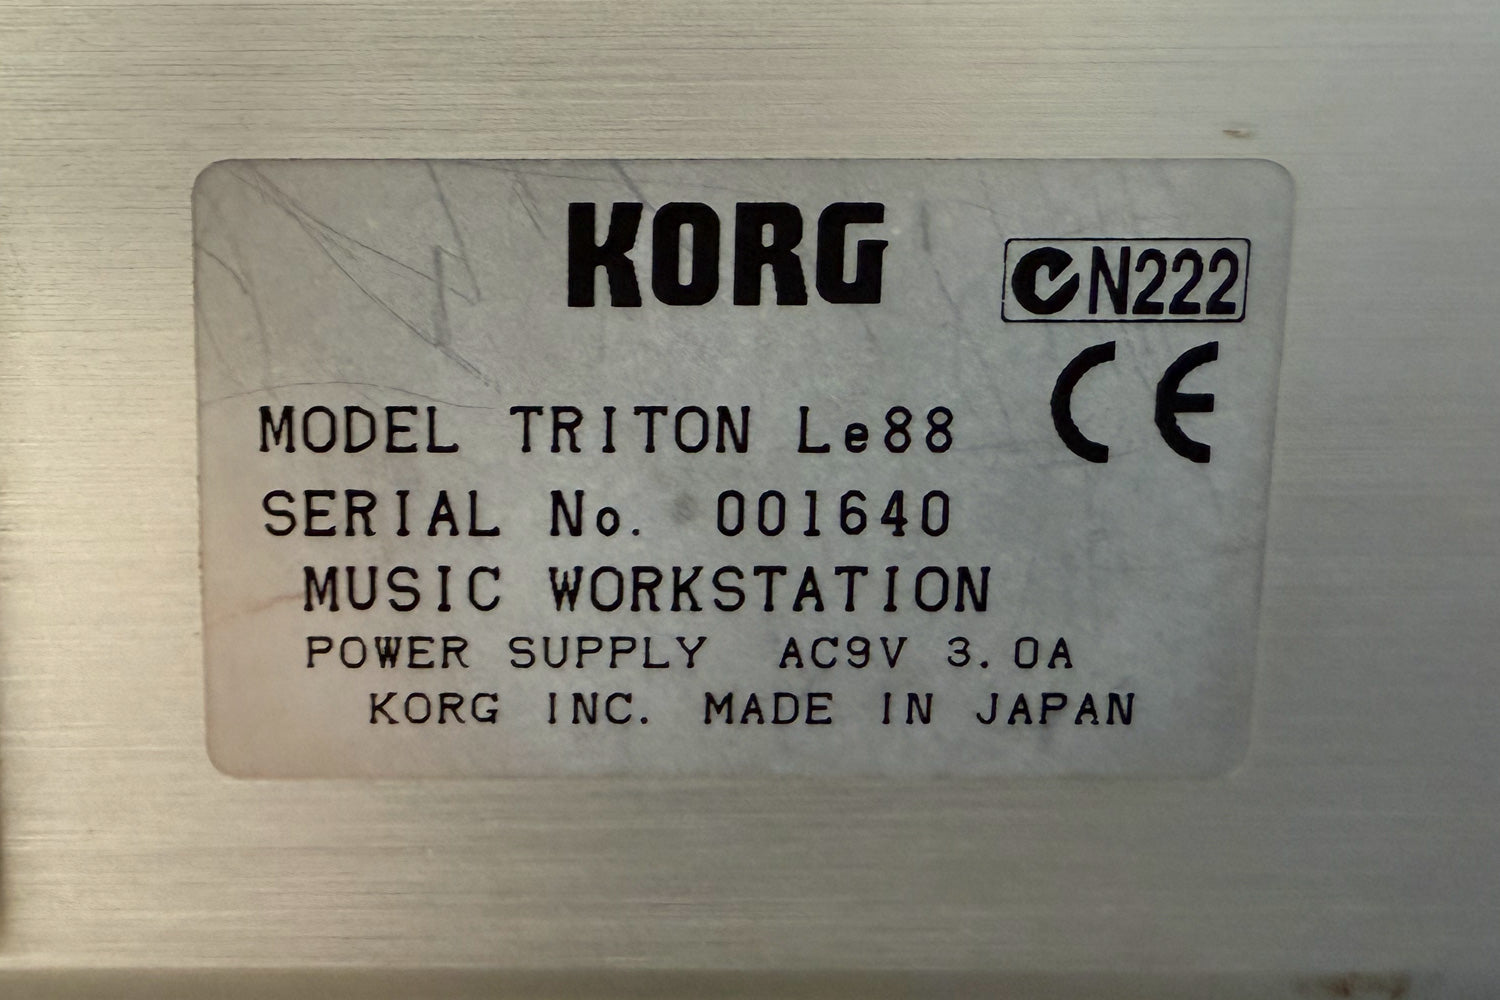 KORG
N222
CE
MODEL TRITON Le88
SERIAL No. 001640
MUSIC WORKSTATION
POWER SUPPLY AC9V 3.0A
KORG INC. MADE IN JAPAN